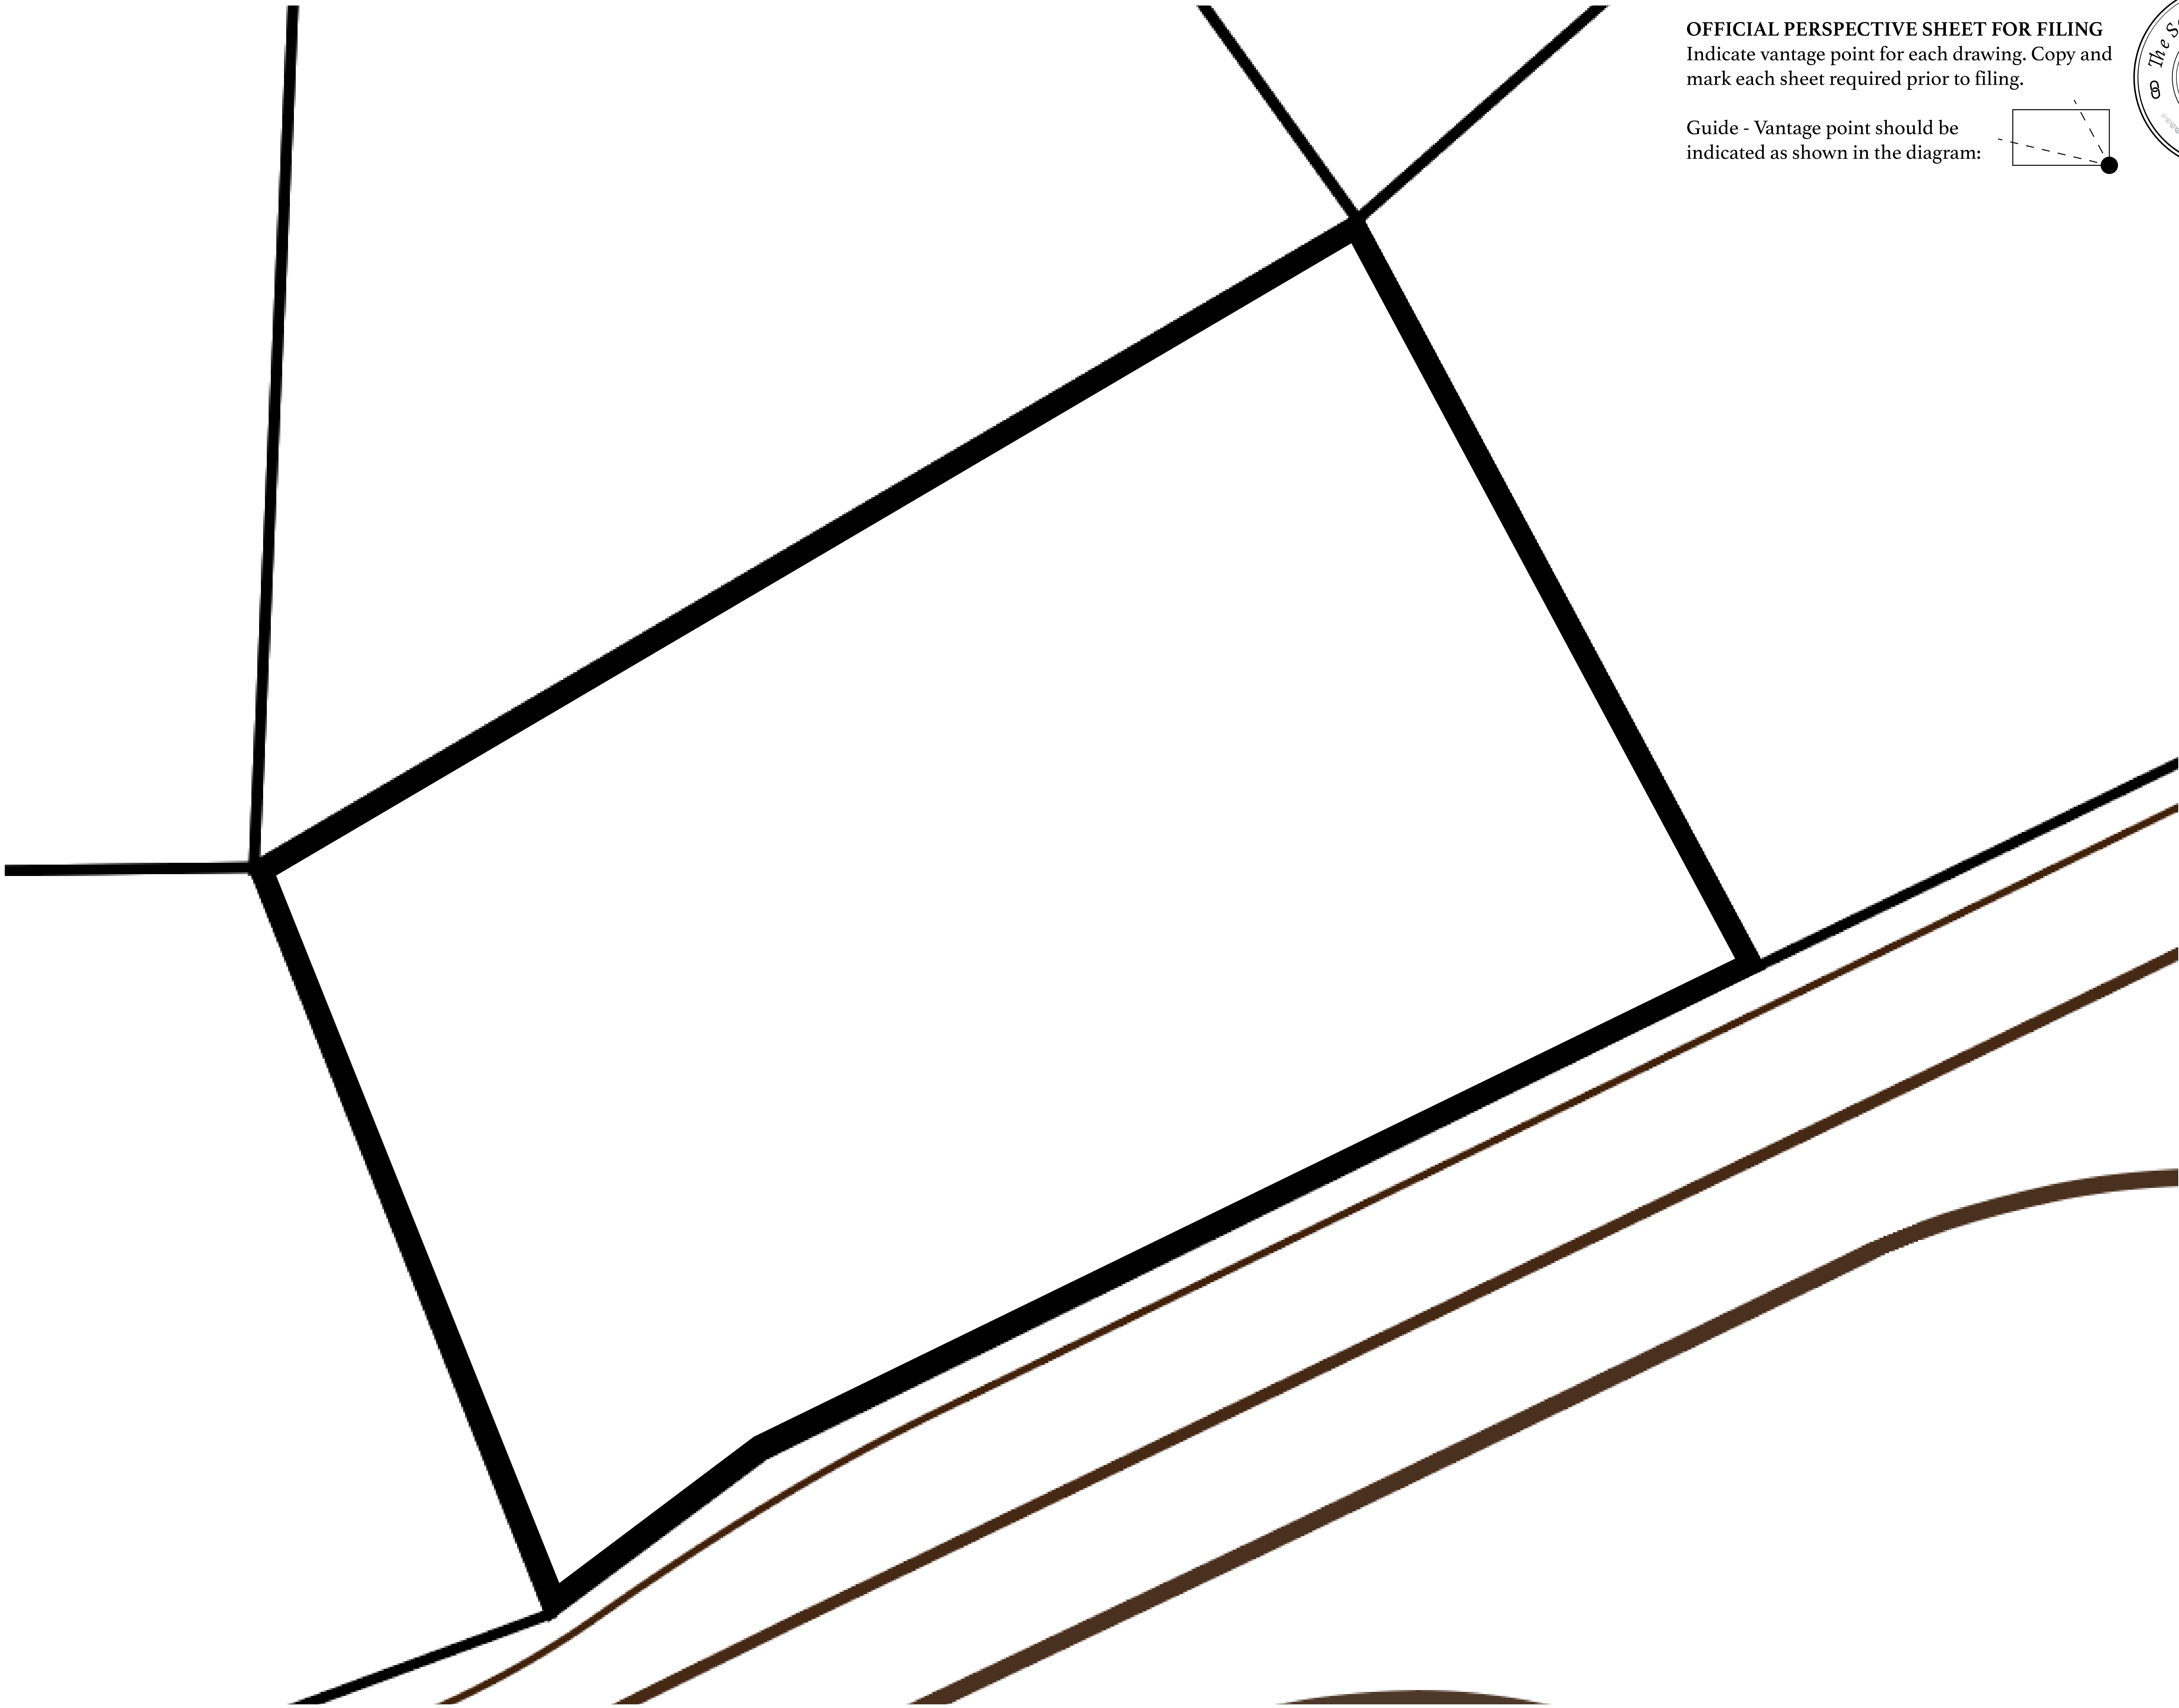 OFFICIAL PERSPECTIVE SHEET FOR FILING
Indicate vantage point for each drawing. Copy and
mark each sheet required prior to filing.
Guide - Vantage point should be
indicated as shown in the diagram:
The